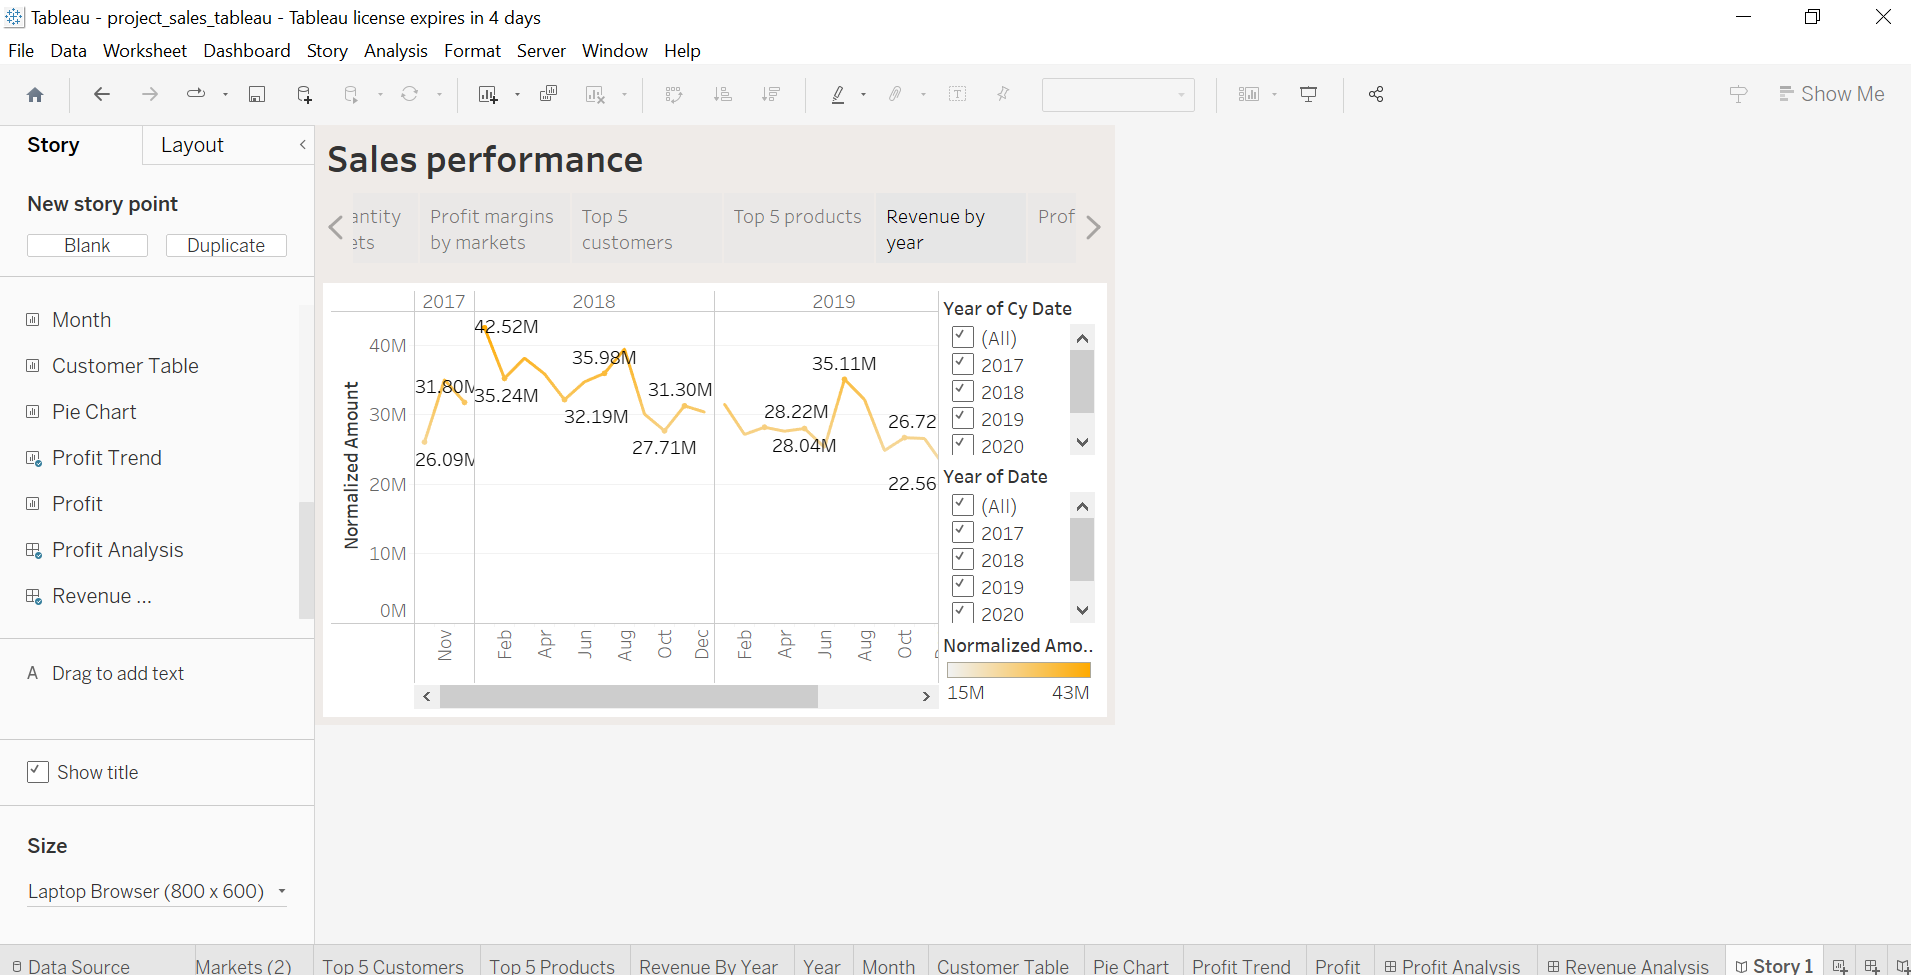 Tableau - project_sales_tableau - Tableau license expires in 4 days
File Data Worksheet Dashboard Story Analysis Format Server Window Help
Show Me
Story
Layout
New story point
Blank
Duplicate
Month
Customer Table
Pie Chart
Profit Trend
Profit
Profit Analysis
Revenue ...
A Drag to add text
Show title
Size
Laptop Browser (800 x 600)
Sales performance
antity
ets
Profit margins
by markets
Top 5
customers
Top 5 products
Revenue by
year
Prof
2017 2018 2019
Normalized Amount
40M
30M
20M
10M
0M
31.80M
26.09M
42.52M
35.24M
35.98M
32.19M
31.30M
27.71M
35.11M
28.22M
28.04M
26.72
22.56
Nov Feb Apr Jun Aug Oct Dec Feb Apr Jun Aug Oct
Year of Cy Date
(All)
2017
2018
2019
2020
Year of Date
(All)
2017
2018
2019
2020
Normalized Amo..
15M 43M
Data Source Markets (2) Top 5 Customers Top 5 Products Revenue By Year Year Month Customer Table Pie Chart Profit Trend Profit Profit Analysis Revenue Analysis Story 1